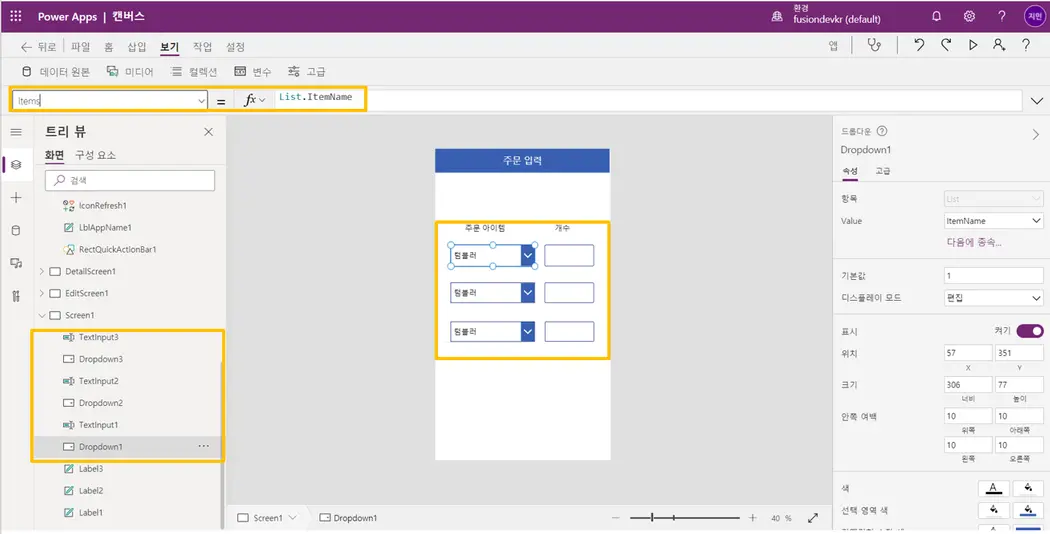 Power Apps | 캔버스
환경
fusiondevkr (default)
지현
뒤로 파일 홈 삽입 보기 작업 설정
앱
데이터 원본 미디어 컬렉션 변수 고급
Items = fx List.ItemName
트리 뷰
화면 구성 요소
검색
IconRefresh1
LblAppName1
RectQuickActionBar1
DetailScreen1
EditScreen1
Screen1
TextInput3
Dropdown3
TextInput2
Dropdown2
TextInput1
Dropdown1 ...
Label3
Label2
Label1
주문 입력
주문 아이템 개수
텀블러
텀블러
텀블러
Screen1 Dropdown1
40 %
드롭다운
Dropdown1
속성 고급
항목 List
Value ItemName
다음에 종속...
기본값 1
디스플레이 모드 편집
표시 켜기
위치 57 351
X Y
크기 306 77
너비 높이
안쪽 여백 10 10
위쪽 아래쪽
10 10
왼쪽 오른쪽
색
선택 영역 색